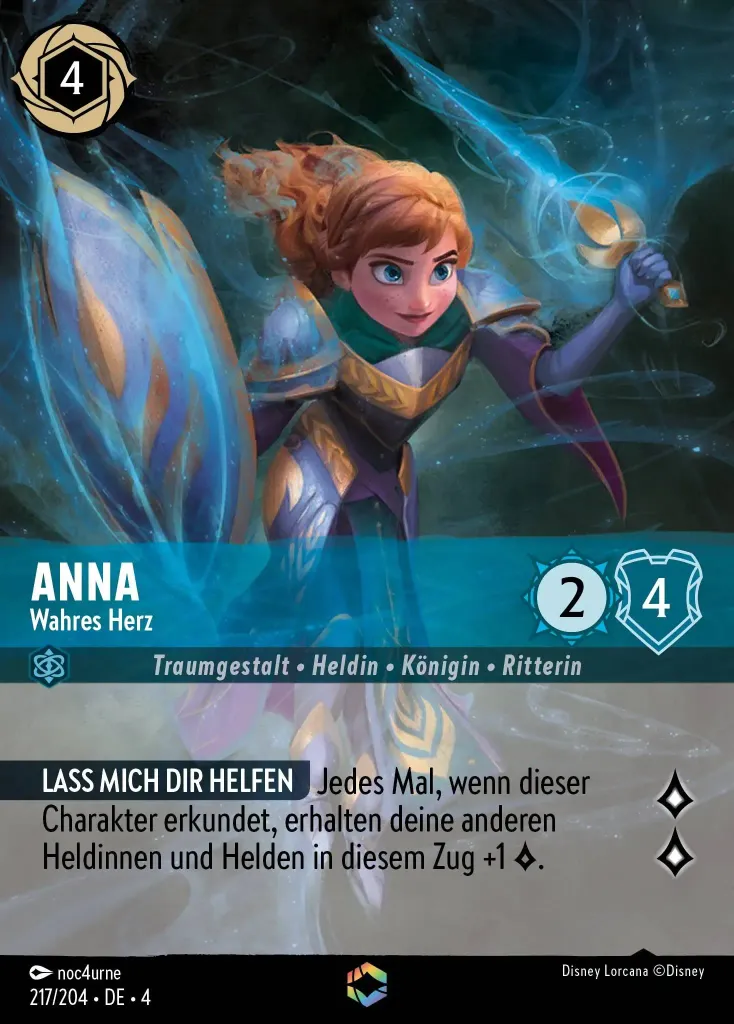 4
ANNA
Wahres Herz
2
4
Traumgestalt • Heldin • Königin • Ritterin
LASS MICH DIR HELFEN Jedes Mal, wenn dieser
Charakter erkundet, erhalten deine anderen
Heldinnen und Helden in diesem Zug +1 .
noc4urne
Disney Lorcana ©Disney
217/204 • DE • 4